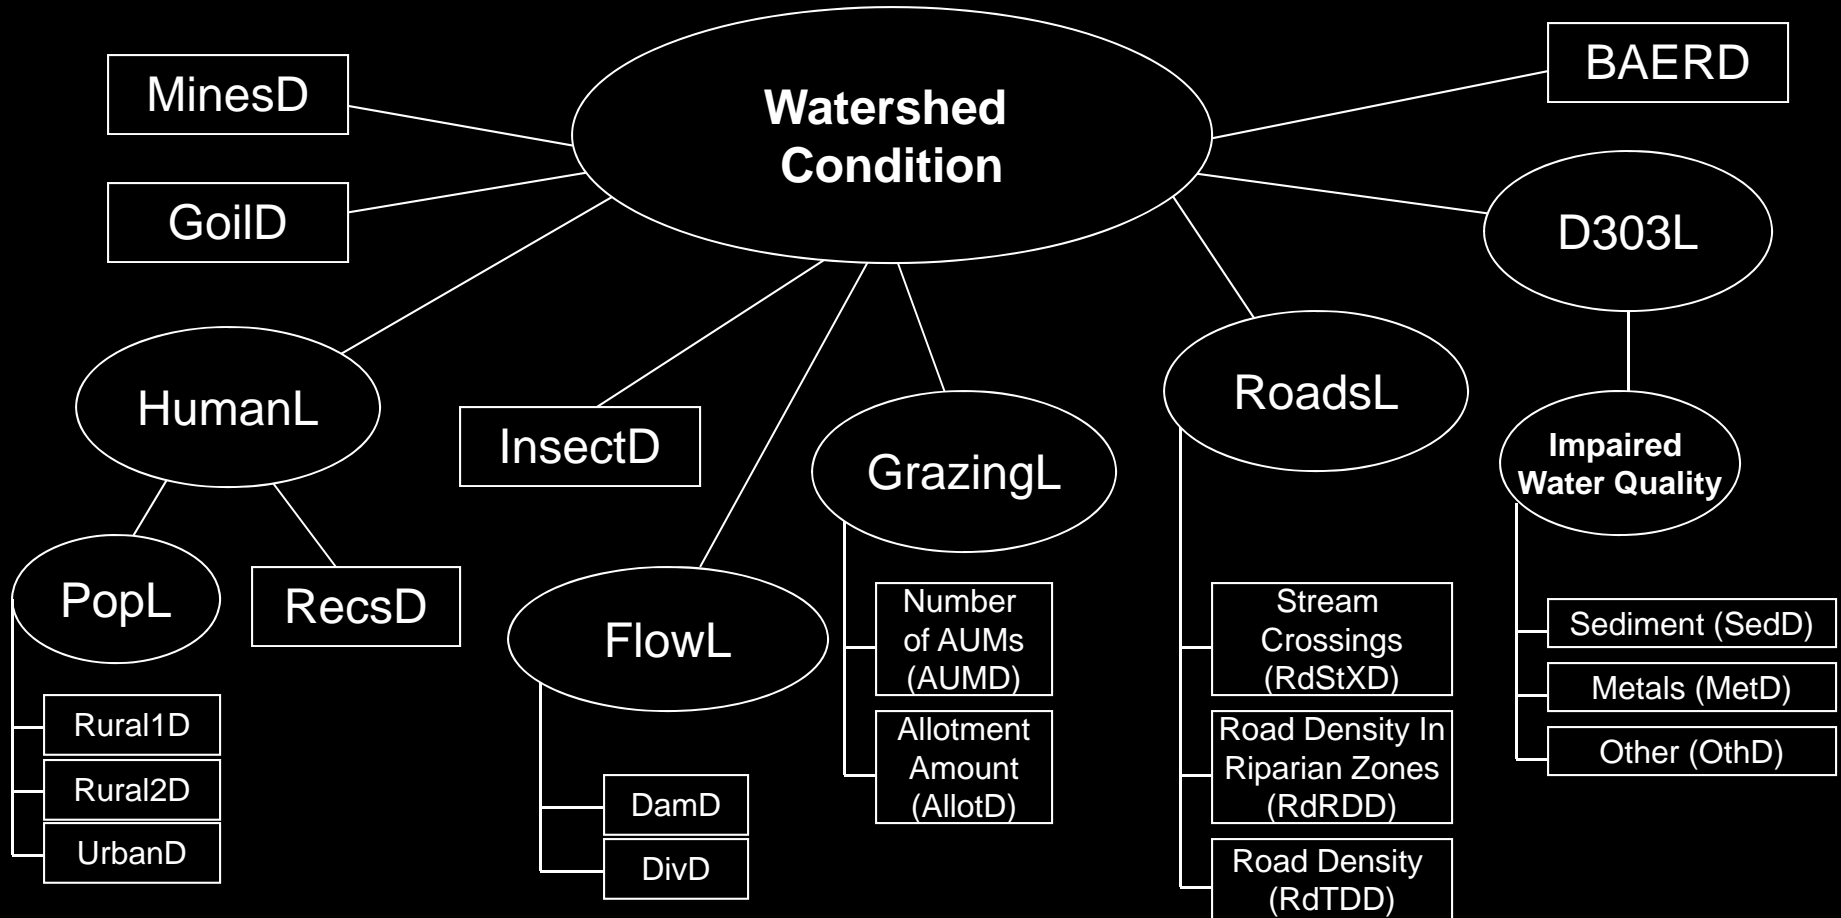 Watershed
Condition
MinesD
GoilD
BAERD
D303L
HumanL
InsectD
GrazingL
RoadsL
Impaired
Water Quality
PopL
RecsD
FlowL
Rural1D
Rural2D
UrbanD
DamD
DivD
Number
of AUMs
(AUMD)
Allotment
Amount
(AllotD)
Stream
Crossings
(RdStXD)
Road Density In
Riparian Zones
(RdRDD)
Road Density
(RdTDD)
Sediment (SedD)
Metals (MetD)
Other (OthD)